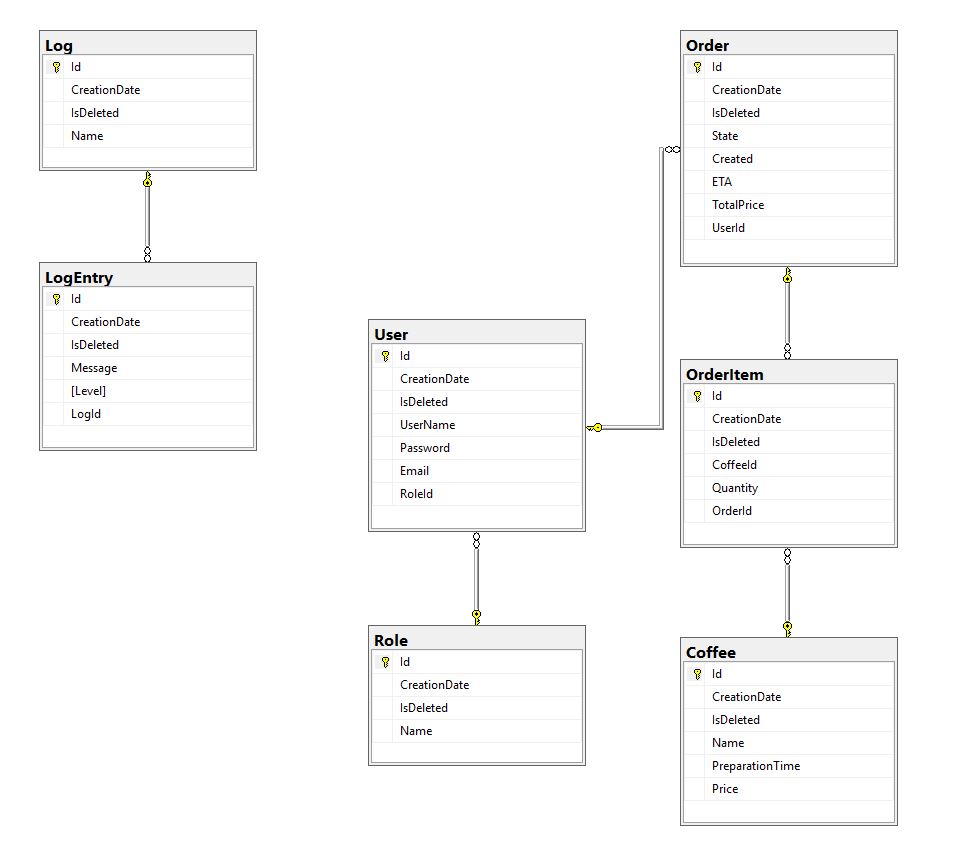 Log
Id
CreationDate
IsDeleted
Name
LogEntry
Id
CreationDate
IsDeleted
Message
[Level]
LogId
User
Id
CreationDate
IsDeleted
UserName
Password
Email
RoleId
Role
Id
CreationDate
IsDeleted
Name
Order
Id
CreationDate
IsDeleted
State
Created
ETA
TotalPrice
UserId
OrderItem
Id
CreationDate
IsDeleted
CoffeeId
Quantity
OrderId
Coffee
Id
CreationDate
IsDeleted
Name
PreparationTime
Price